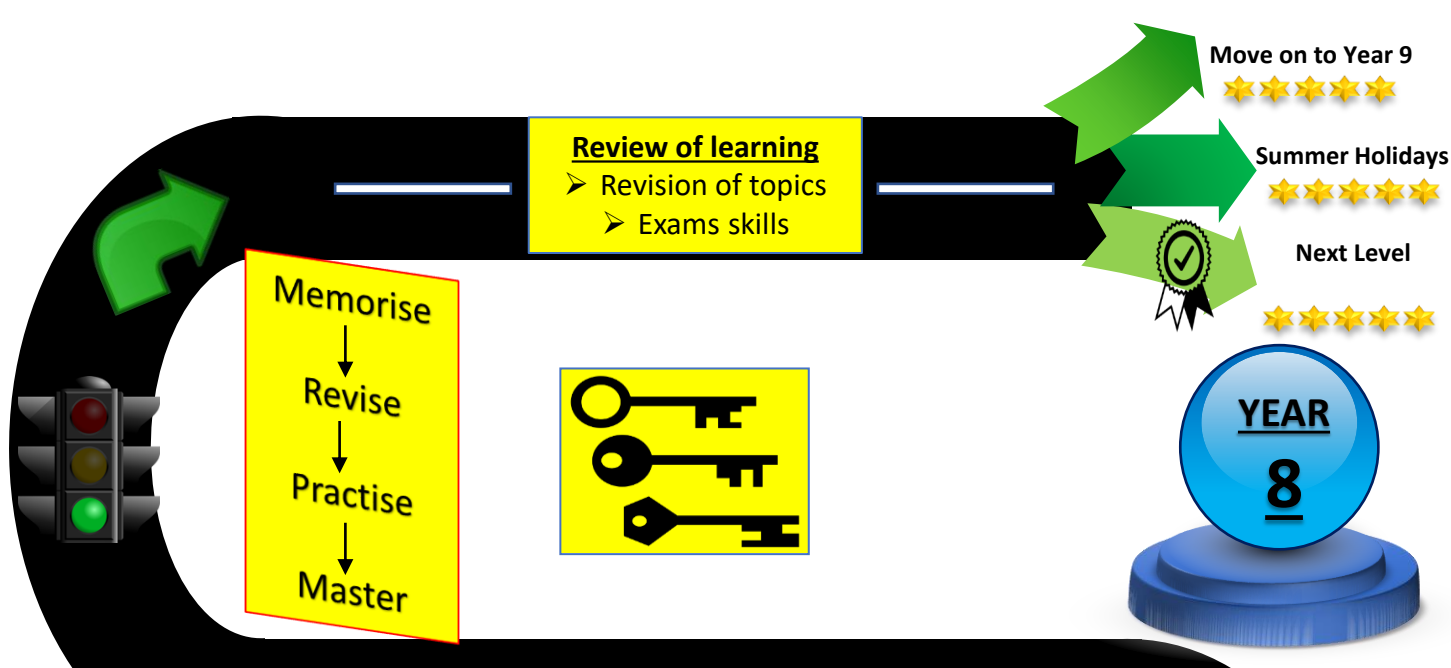 Move on to Year 9
Review of learning
➢ Revision of topics
➢ Exams skills
Summer Holidays
Next Level
Memorise
Revise
Practise
Master
YEAR
8